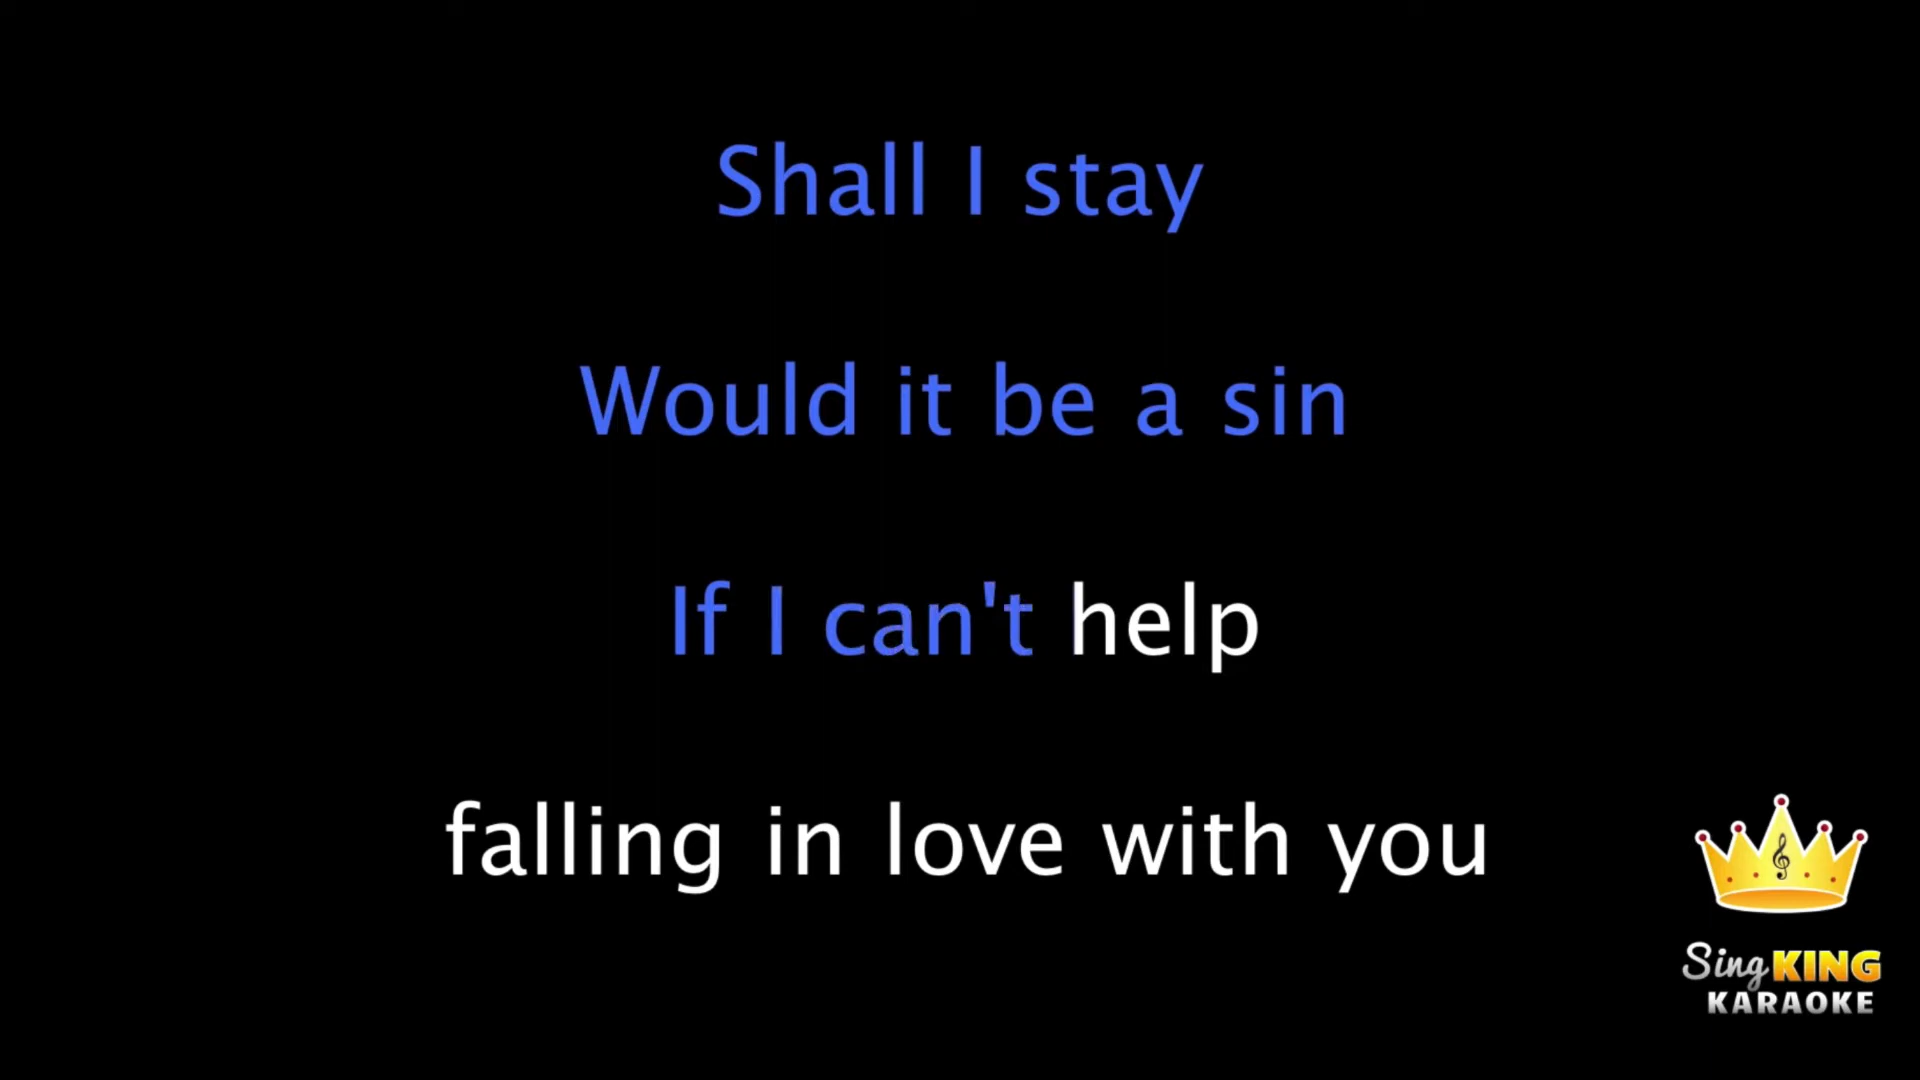 Shall I stay
Would it be a sin
If I can't help
falling in love with you
Sing KING
KARAOKE